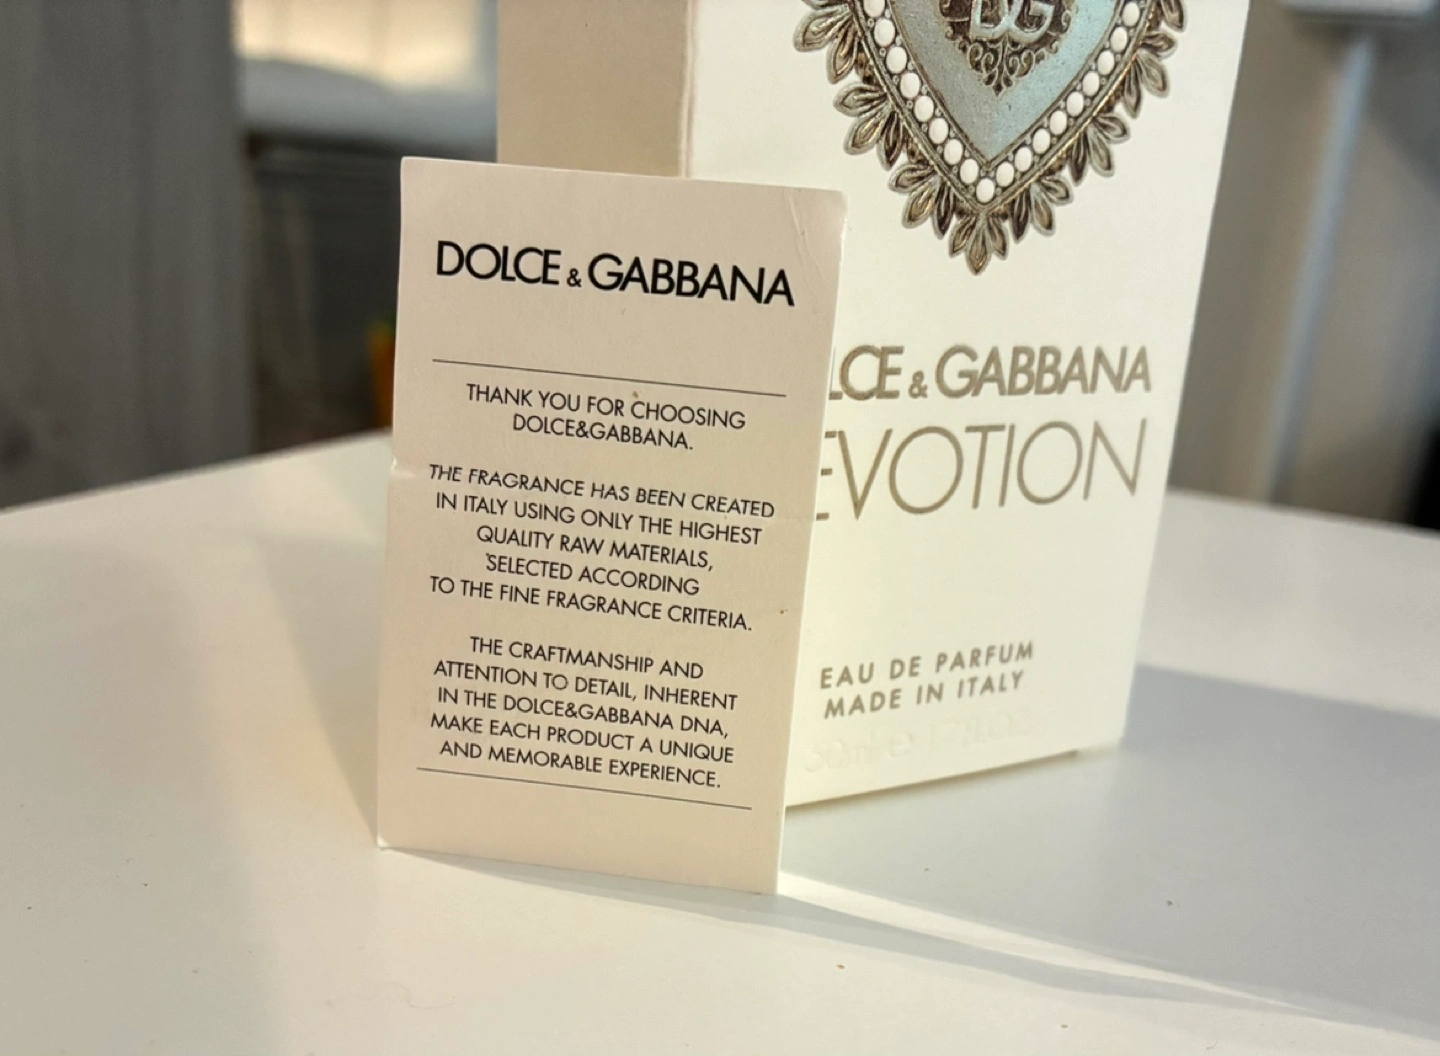 DOLCE & GABBANA
THANK YOU FOR CHOOSING
DOLCE&GABBANA.
THE FRAGRANCE HAS BEEN CREATED
IN ITALY USING ONLY THE HIGHEST
QUALITY RAW MATERIALS,
SELECTED ACCORDING
TO THE FINE FRAGRANCE CRITERIA.
THE CRAFTMANSHIP AND
ATTENTION TO DETAIL, INHERENT
IN THE DOLCE&GABBANA DNA,
MAKE EACH PRODUCT A UNIQUE
AND MEMORABLE EXPERIENCE.
DG
LCE & GABBANA
EVOTION
EAU DE PARFUM
MADE IN ITALY